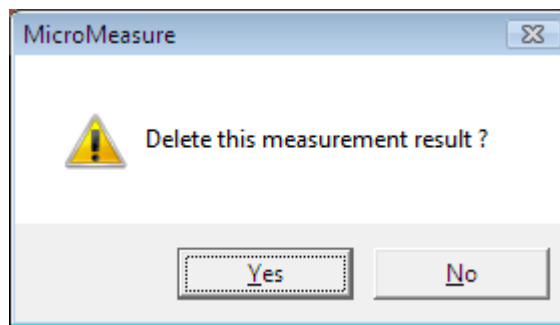 MicroMeasure
Delete this measurement result ?
Yes
No